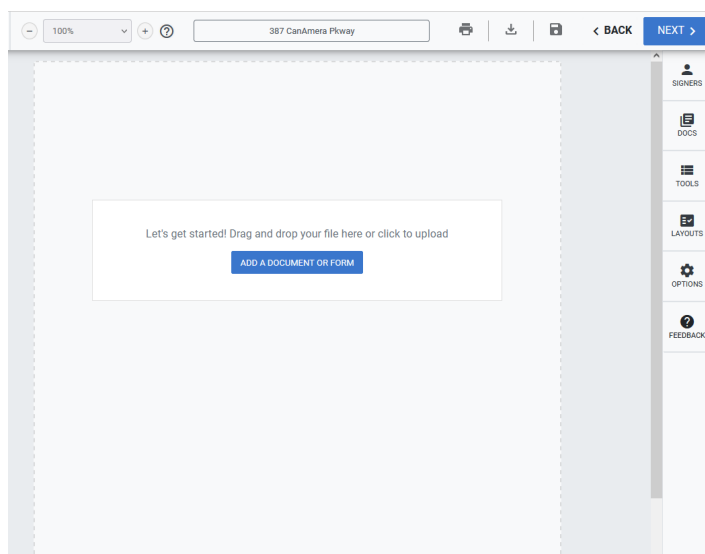 100%
387 CanAmera Pkway
BACK
NEXT
SIGNERS
DOCS
TOOLS
LAYOUTS
OPTIONS
FEEDBACK
Let's get started! Drag and drop your file here or click to upload
ADD A DOCUMENT OR FORM